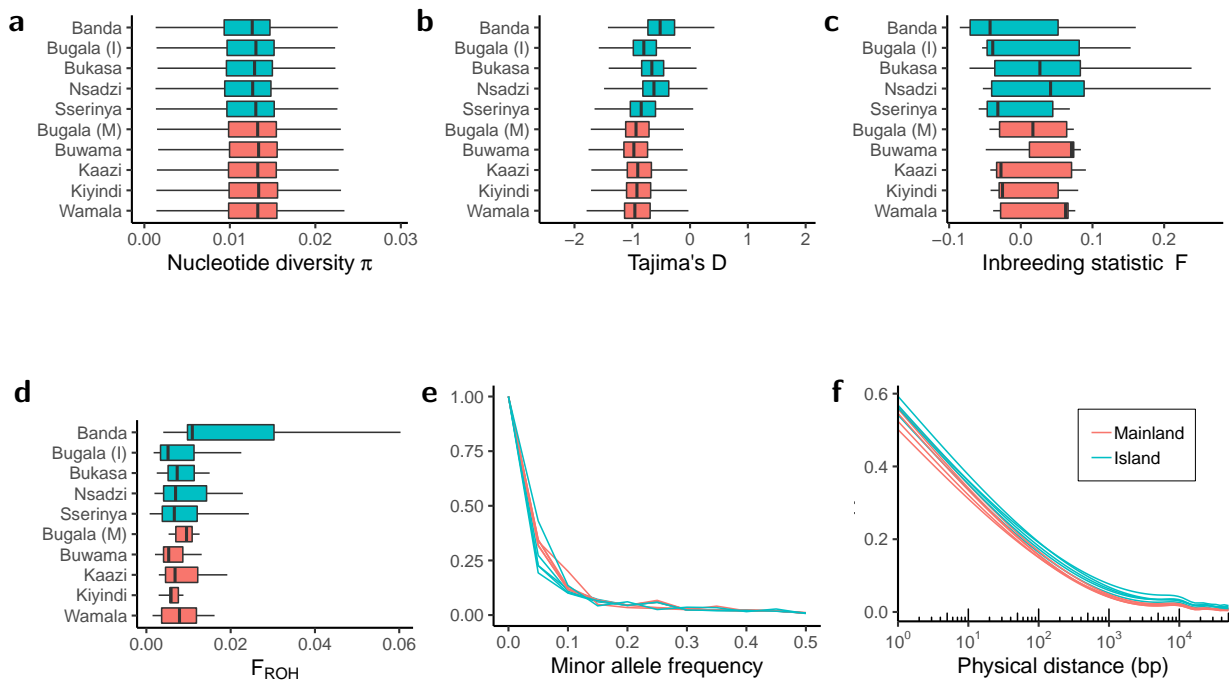 a
Banda
Bugala (I)
Bukasa
Nsadzi
Sserinya
Bugala (M)
Buwama
Kaazi
Kiyindi
Wamala
0.00 0.01 0.02 0.03
Nucleotide diversity π
b
Banda
Bugala (I)
Bukasa
Nsadzi
Sserinya
Bugala (M)
Buwama
Kaazi
Kiyindi
Wamala
−2 −1 0 1 2
Tajima's D
c
Banda
Bugala (I)
Bukasa
Nsadzi
Sserinya
Bugala (M)
Buwama
Kaazi
Kiyindi
Wamala
−0.1 0.0 0.1 0.2
Inbreeding statistic F
d
Banda
Bugala (I)
Bukasa
Nsadzi
Sserinya
Bugala (M)
Buwama
Kaazi
Kiyindi
Wamala
0.00 0.02 0.04 0.06
F_ROH
e
1.00
0.75
0.50
0.25
0.00
0.0 0.1 0.2 0.3 0.4 0.5
Minor allele frequency
f
0.6
0.4
0.2
0.0
Mainland
Island
10^0 10^1 10^2 10^3 10^4
Physical distance (bp)